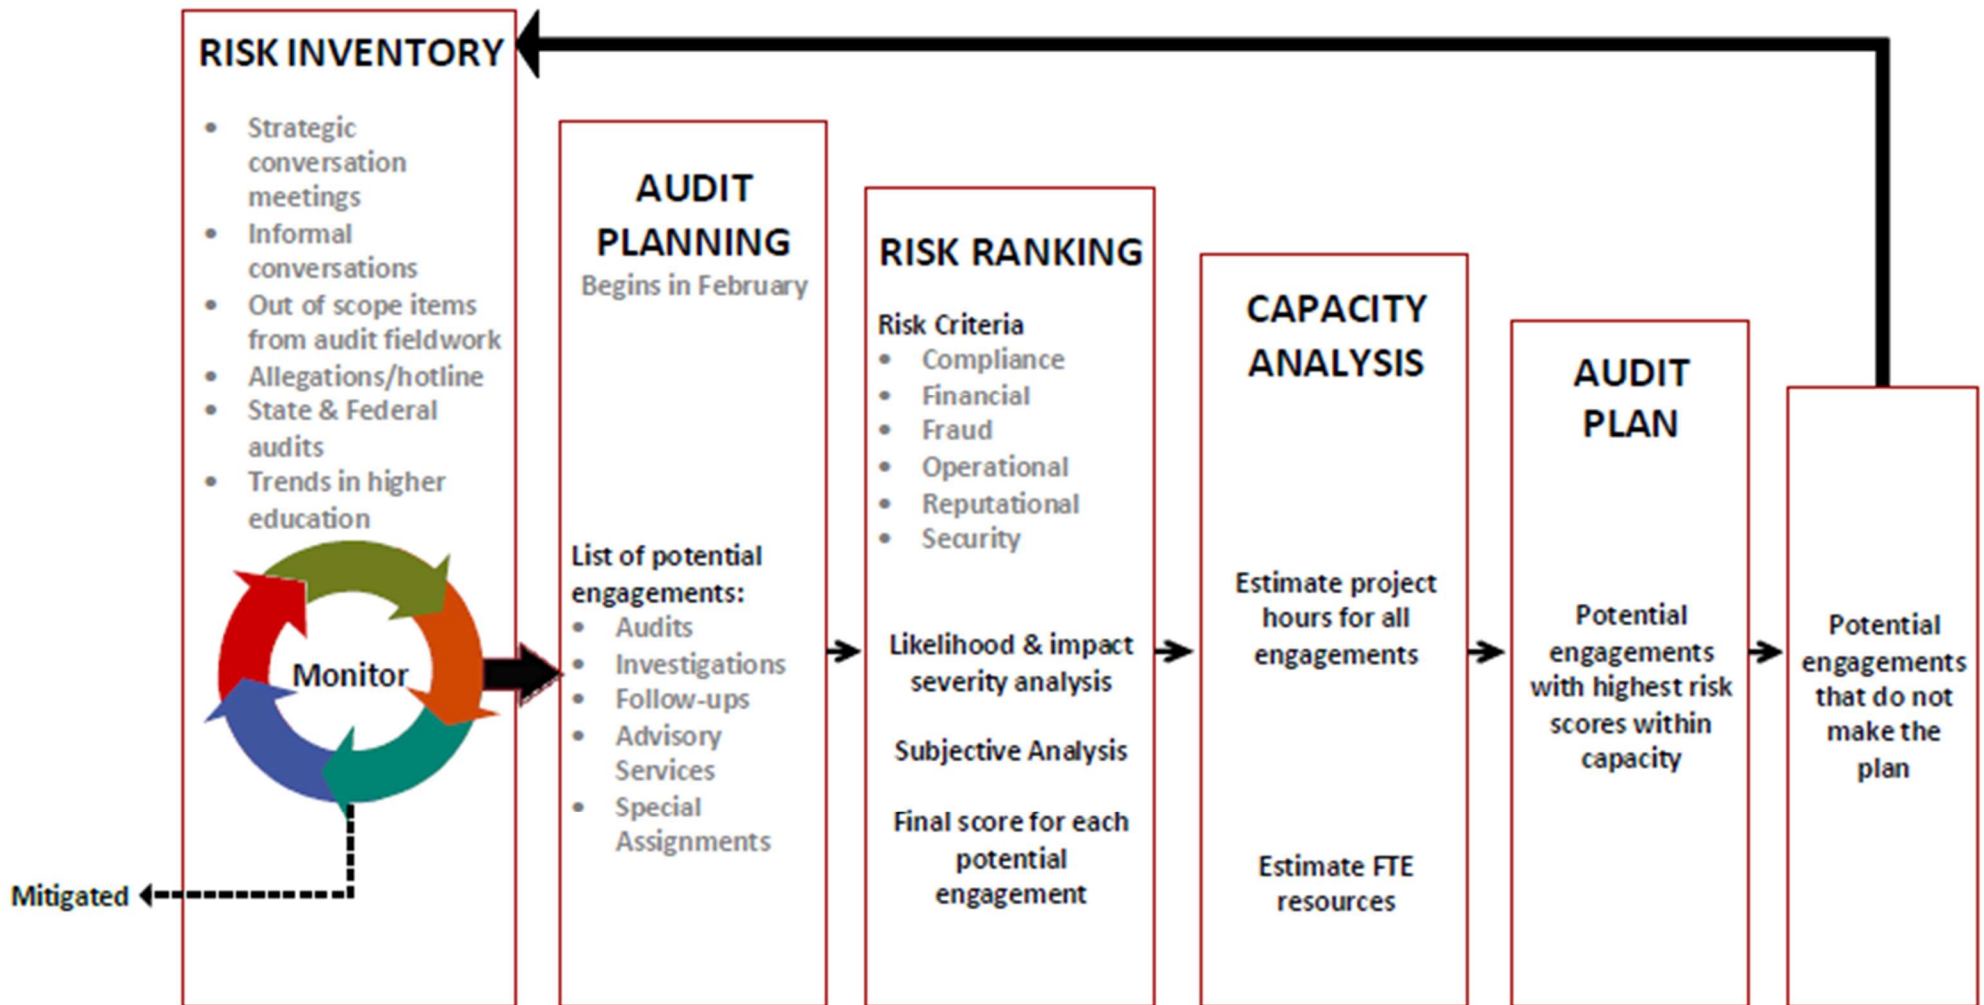 RISK INVENTORY
• Strategic
conversation
meetings
• Informal
conversations
• Out of scope items
from audit fieldwork
• Allegations/hotline
• State & Federal
audits
• Trends in higher
education
Monitor
Mitigated
AUDIT
PLANNING
Begins in February
List of potential
engagements:
• Audits
• Investigations
• Follow-ups
• Advisory
Services
• Special
Assignments
RISK RANKING
Risk Criteria
• Compliance
• Financial
• Fraud
• Operational
• Reputational
• Security
Likelihood & impact
severity analysis
Subjective Analysis
Final score for each
potential
engagement
CAPACITY
ANALYSIS
Estimate project
hours for all
engagements
Estimate FTE
resources
AUDIT
PLAN
Potential
engagements
with highest risk
scores within
capacity
Potential
engagements
that do not
make the
plan